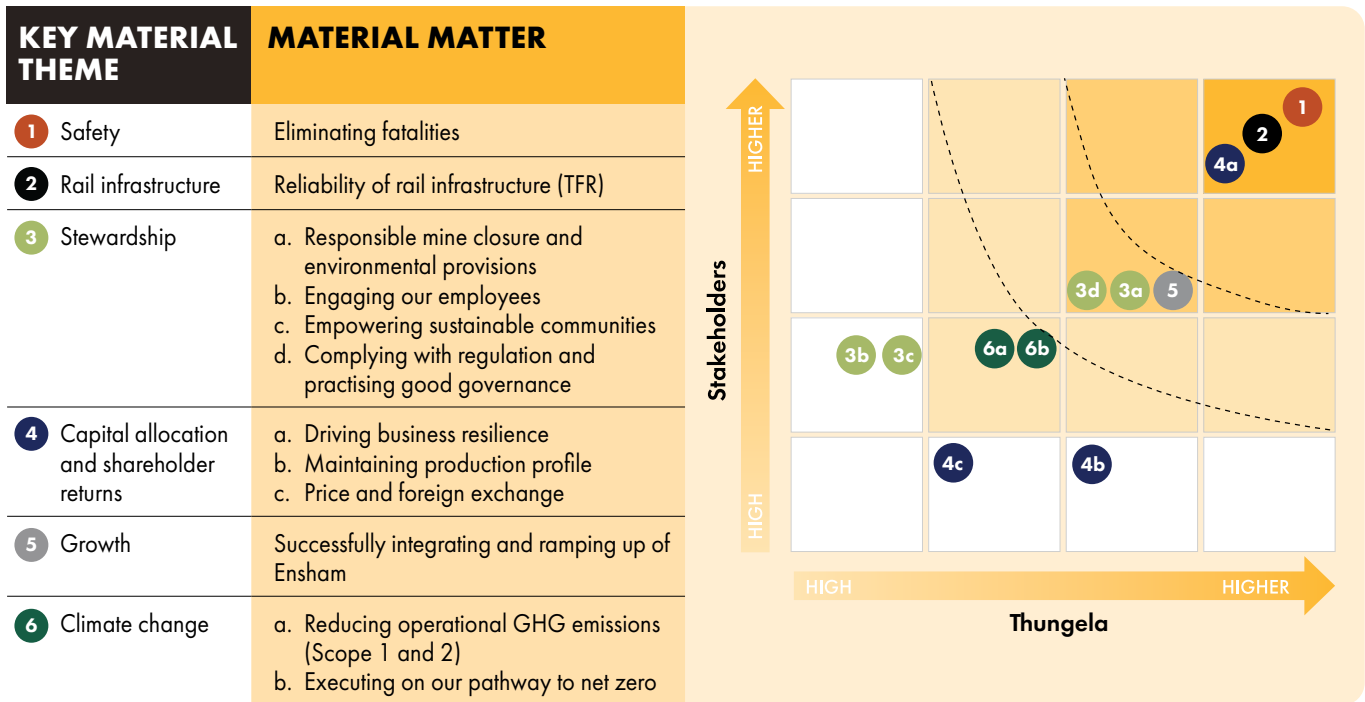 KEY MATERIAL
THEME
MATERIAL MATTER
1 Safety
Eliminating fatalities
2 Rail infrastructure
Reliability of rail infrastructure (TFR)
3 Stewardship
a. Responsible mine closure and
environmental provisions
b. Engaging our employees
c. Empowering sustainable communities
d. Complying with regulation and
practising good governance
4 Capital allocation
and shareholder
returns
a. Driving business resilience
b. Maintaining production profile
c. Price and foreign exchange
5 Growth
Successfully integrating and ramping up of
Ensham
6 Climate change
a. Reducing operational GHG emissions
(Scope 1 and 2)
b. Executing on our pathway to net zero
Stakeholders
HIGHER
HIGH
1
2
4a
3d 3a 5
3b 3c
6a 6b
4c
4b
HIGH
HIGHER
Thungela